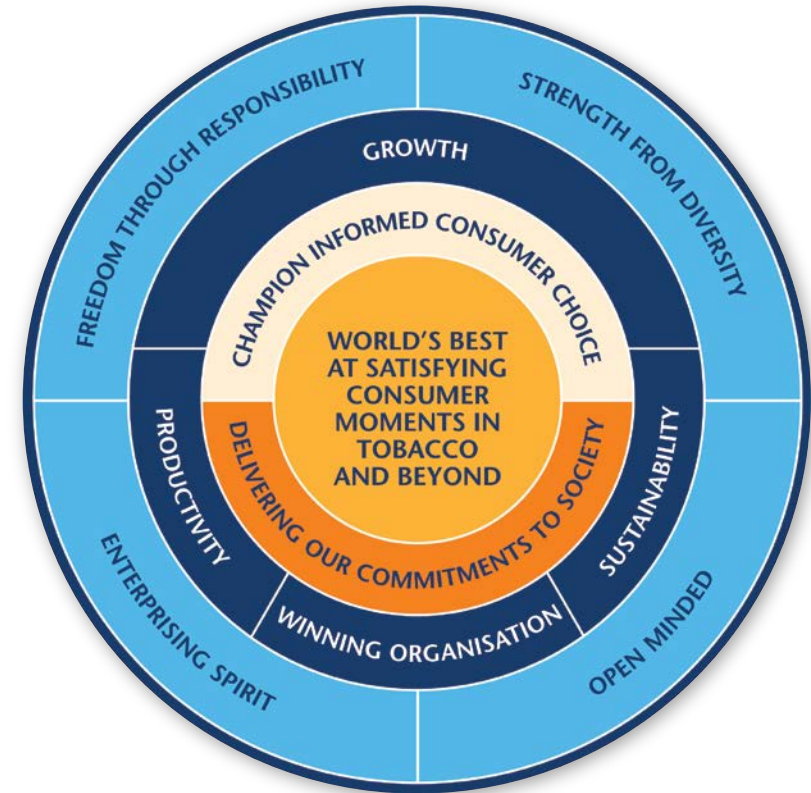 FREEDOM THROUGH RESPONSIBILITY
STRENGTH FROM DIVERSITY
GROWTH
CHAMPION INFORMED CONSUMER CHOICE
WORLD'S BEST
AT SATISFYING
CONSUMER
MOMENTS IN
TOBACCO
AND BEYOND
DELIVERING OUR COMMITMENTS TO SOCIETY
PRODUCTIVITY
SUSTAINABILITY
WINNING ORGANISATION
ENTERPRISING SPIRIT
OPEN MINDED